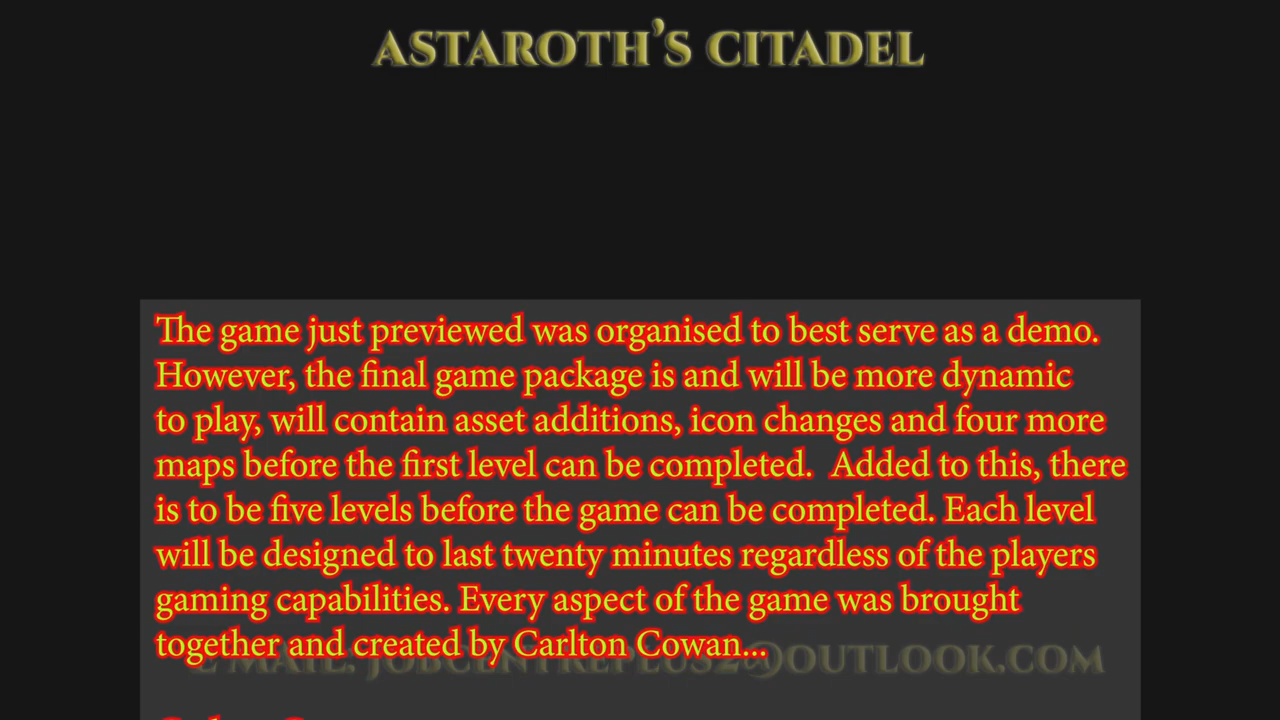 ASTAROTH’S CITADEL
The game just previewed was organised to best serve as a demo.
However, the final game package is and will be more dynamic
to play, will contain asset additions, icon changes and four more
maps before the first level can be completed.  Added to this, there
is to be five levels before the game can be completed. Each level
will be designed to last twenty minutes regardless of the players
gaming capabilities. Every aspect of the game was brought
together and created by Carlton Cowan...
E MAIL. JOBCENTREPLUS2@OUTLOOK.COM